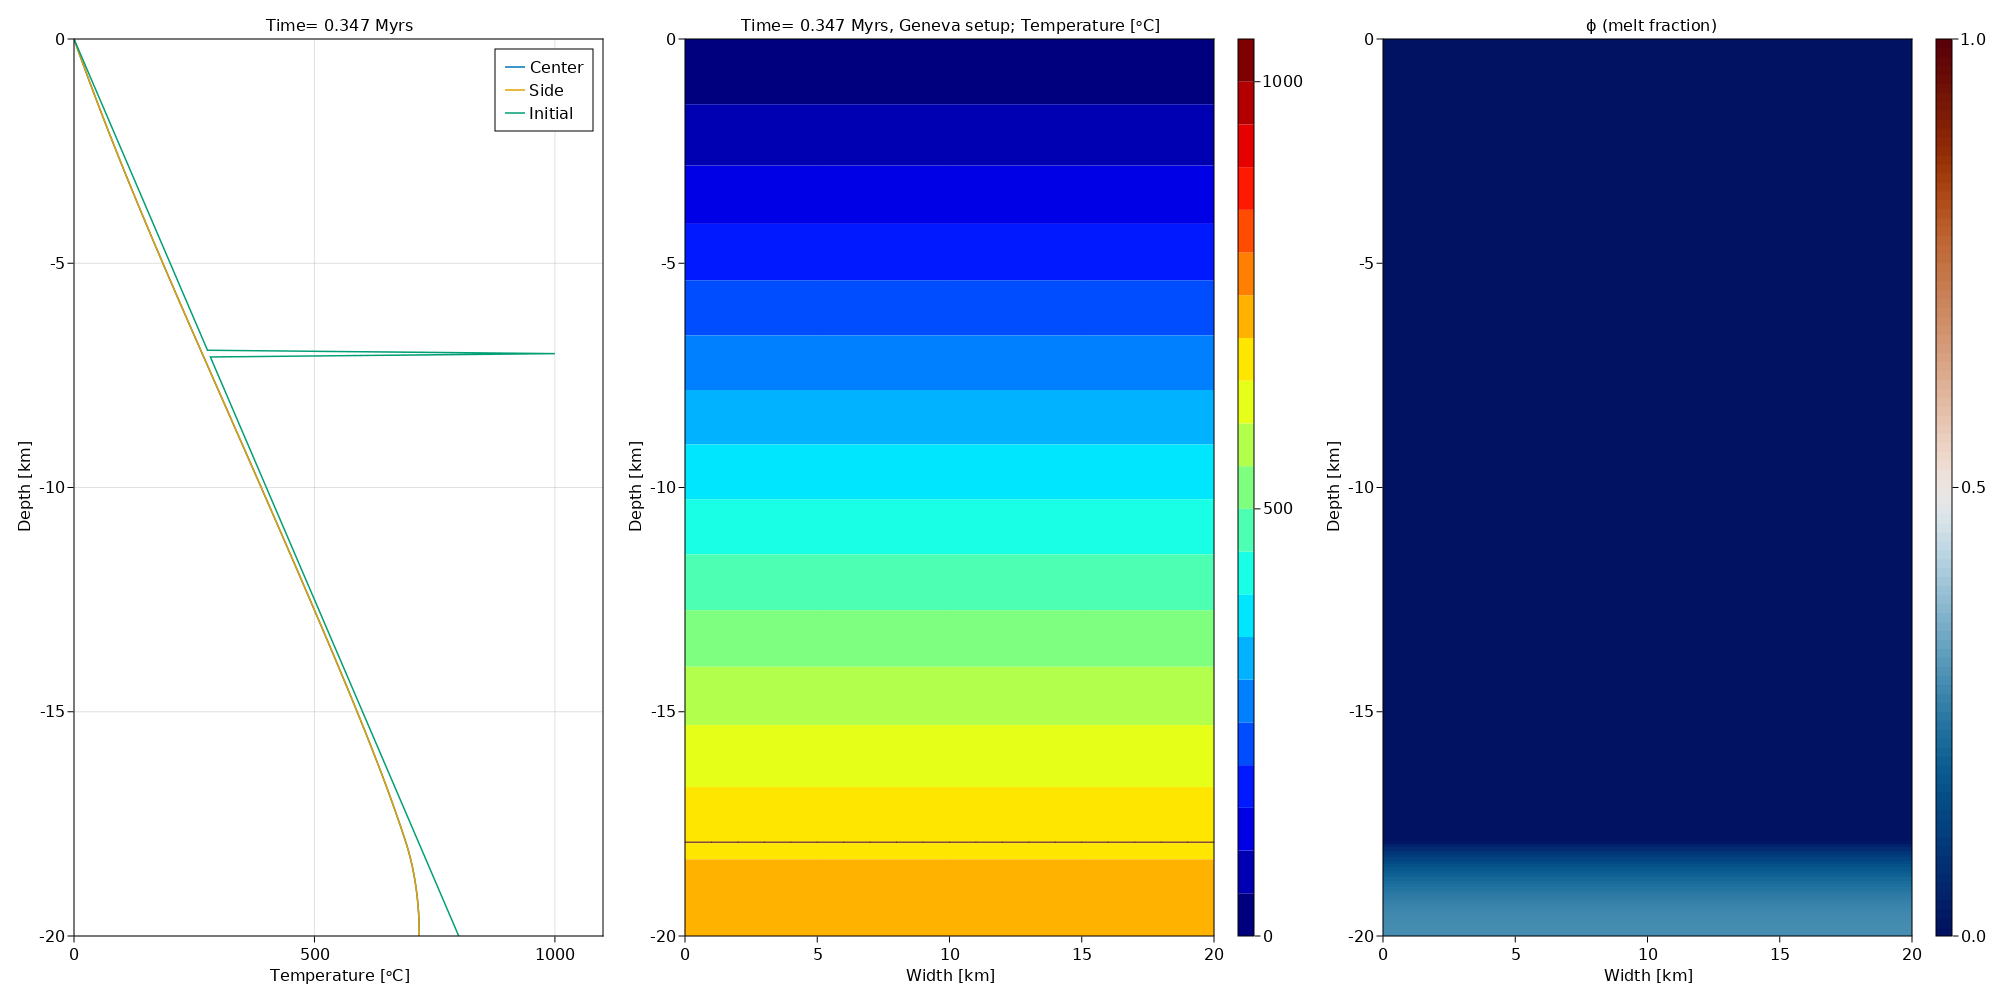 Time= 0.347 Myrs
0
-5
-10
-15
-20
Depth [km]
0
500
1000
Temperature [ᵒC]
Center
Side
Initial
Time= 0.347 Myrs, Geneva setup; Temperature [ᵒC]
0
-5
-10
-15
-20
Depth [km]
0
5
10
15
20
Width [km]
1000
500
0
ϕ (melt fraction)
0
-5
-10
-15
-20
Depth [km]
0
5
10
15
20
Width [km]
1.0
0.5
0.0